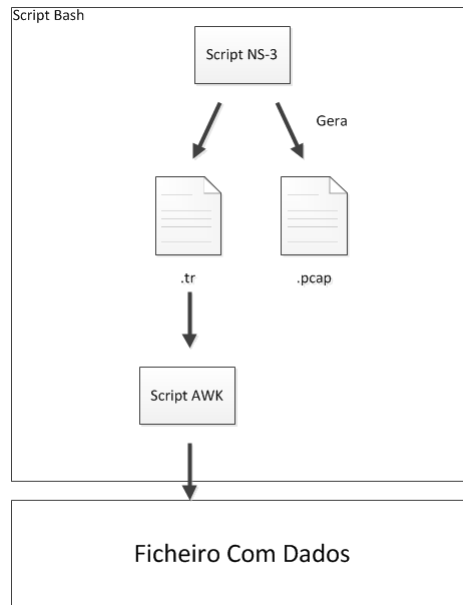 Script Bash
Script NS-3
Gera
.tr
.pcap
Script AWK
Ficheiro Com Dados